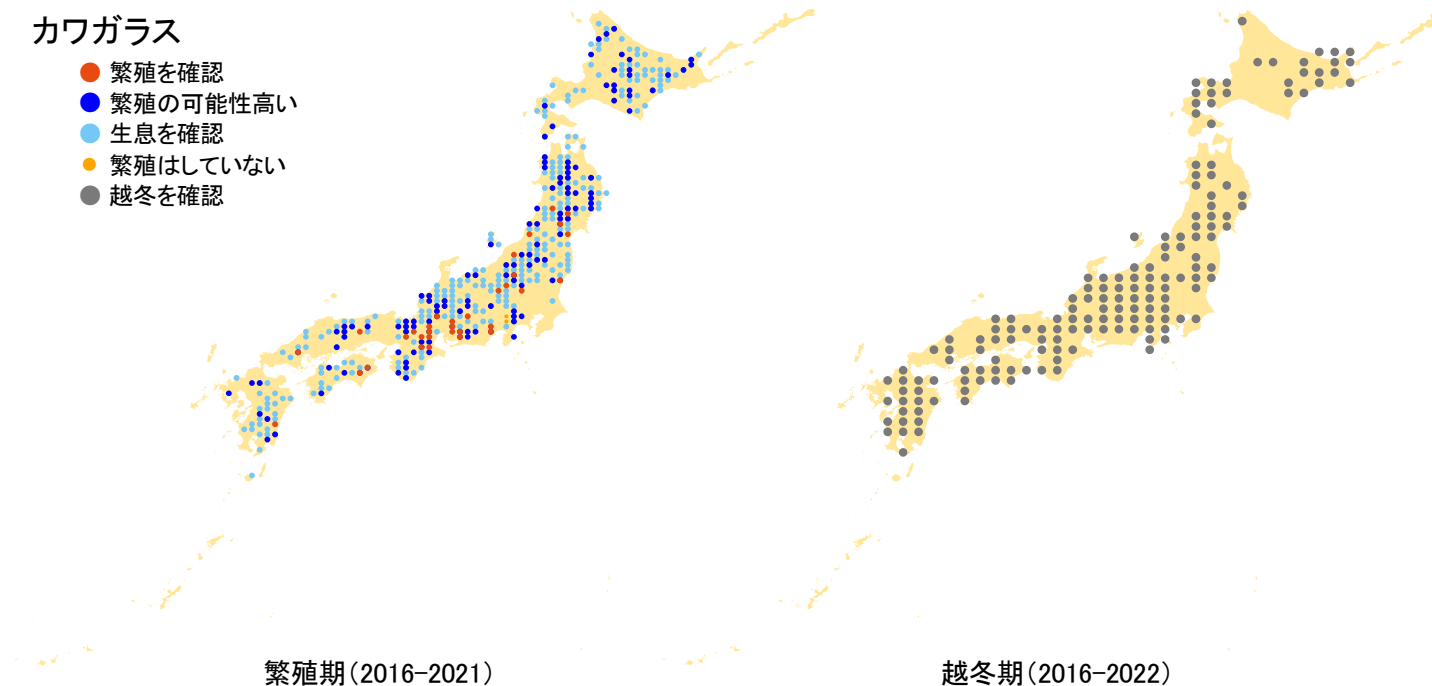 カワガラス
繁殖を確認
繁殖の可能性高い
生息を確認
繁殖はしていない
越冬を確認
繁殖期（2016-2021）
越冬期（2016-2022）